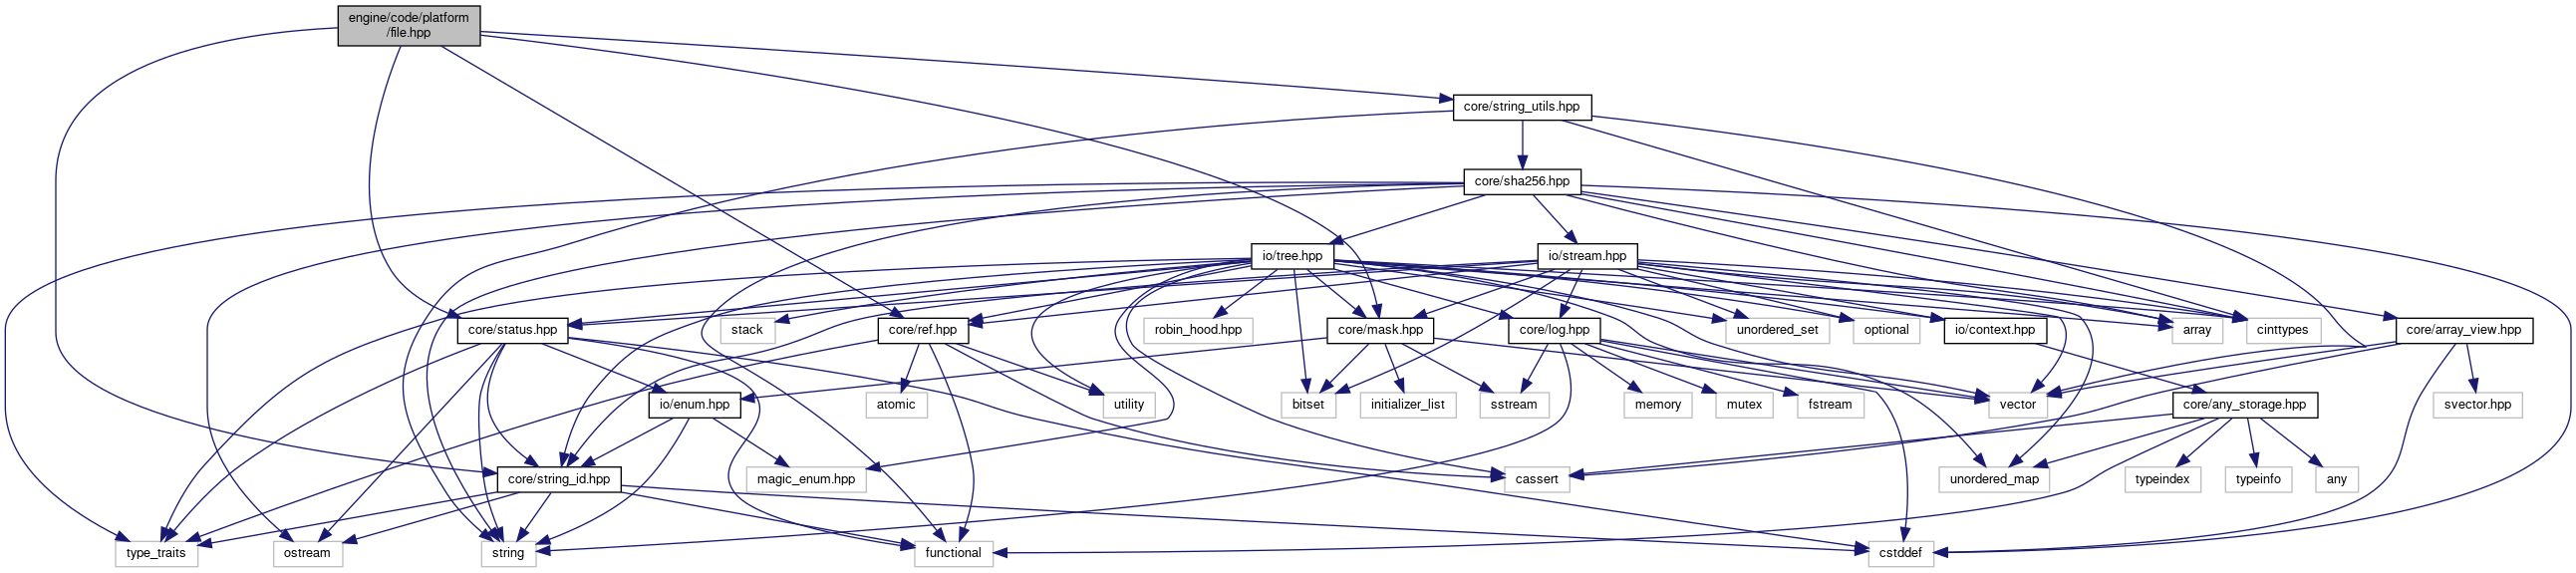 engine/code/platform
/file.hpp
core/string_utils.hpp
core/sha256.hpp
io/tree.hpp
io/stream.hpp
core/status.hpp
stack
core/ref.hpp
robin_hood.hpp
core/mask.hpp
core/log.hpp
unordered_set
optional
io/context.hpp
array
cinttypes
core/array_view.hpp
io/enum.hpp
atomic
utility
bitset
initializer_list
sstream
memory
mutex
fstream
vector
core/any_storage.hpp
svector.hpp
core/string_id.hpp
magic_enum.hpp
cassert
unordered_map
typeindex
typeinfo
any
type_traits
ostream
string
functional
cstddef